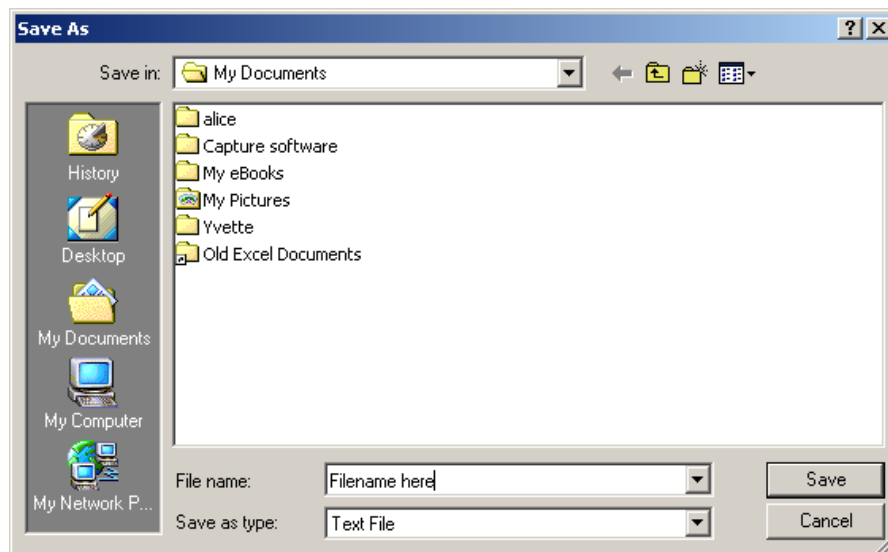 Save As
Save in: My Documents
History
Desktop
My Documents
My Computer
My Network P...
alice
Capture software
My eBooks
My Pictures
Yvette
Old Excel Documents
File name: Filename here Save
Save as type: Text File Cancel